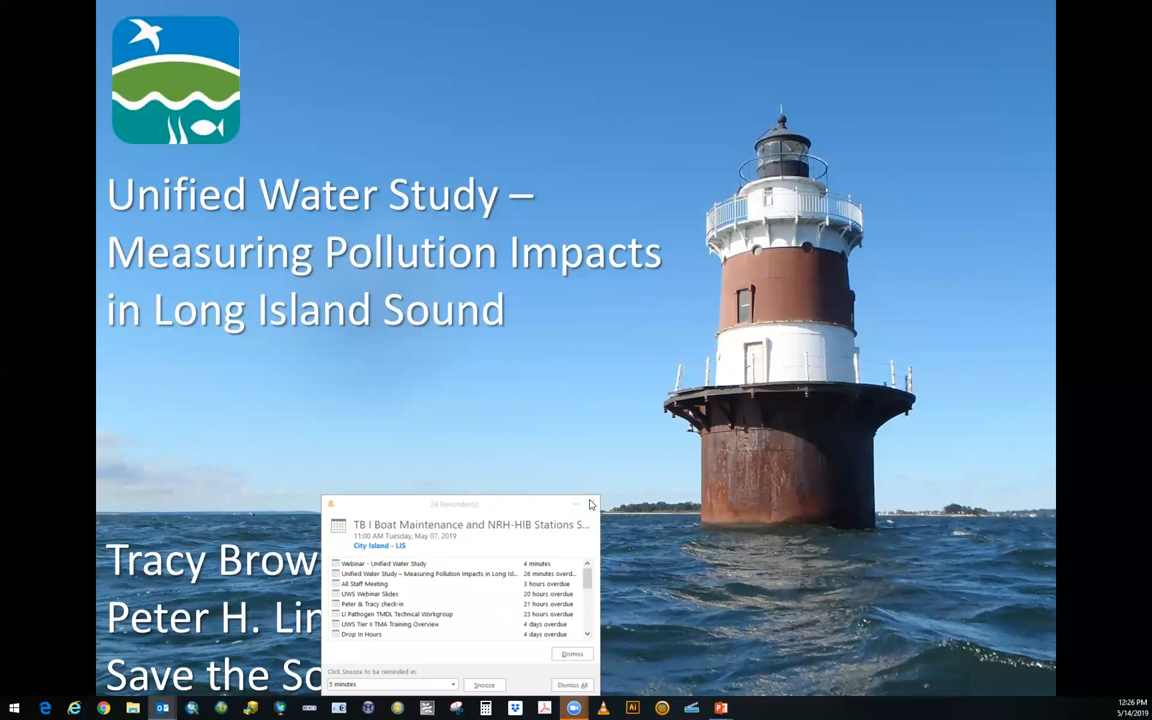 Unified Water Study –
Measuring Pollution Impacts
in Long Island Sound
Tracy Brow
Peter H. Lin
Save the So
24 Reminder(s)
TB I Boat Maintenance and NRH-HIB Stations S...
11:00 AM Tuesday, May 07, 2019
City Island - LIS
Webinar - Unified Water Study 4 minutes
Unified Water Study – Measuring Pollution Impacts in Long Isl... 26 minutes overd...
All Staff Meeting 3 hours overdue
UWS Webinar Slides 20 hours overdue
Peter & Tracy check-in 21 hours overdue
LI Pathogen TMDL Technical Workgroup 23 hours overdue
UWS Tier II TMA Training Overview 4 days overdue
Drop In Hours 4 days overdue
Dismiss
Click Snooze to be reminded in:
5 minutes Snooze Dismiss All
12:26 PM
5/14/2019